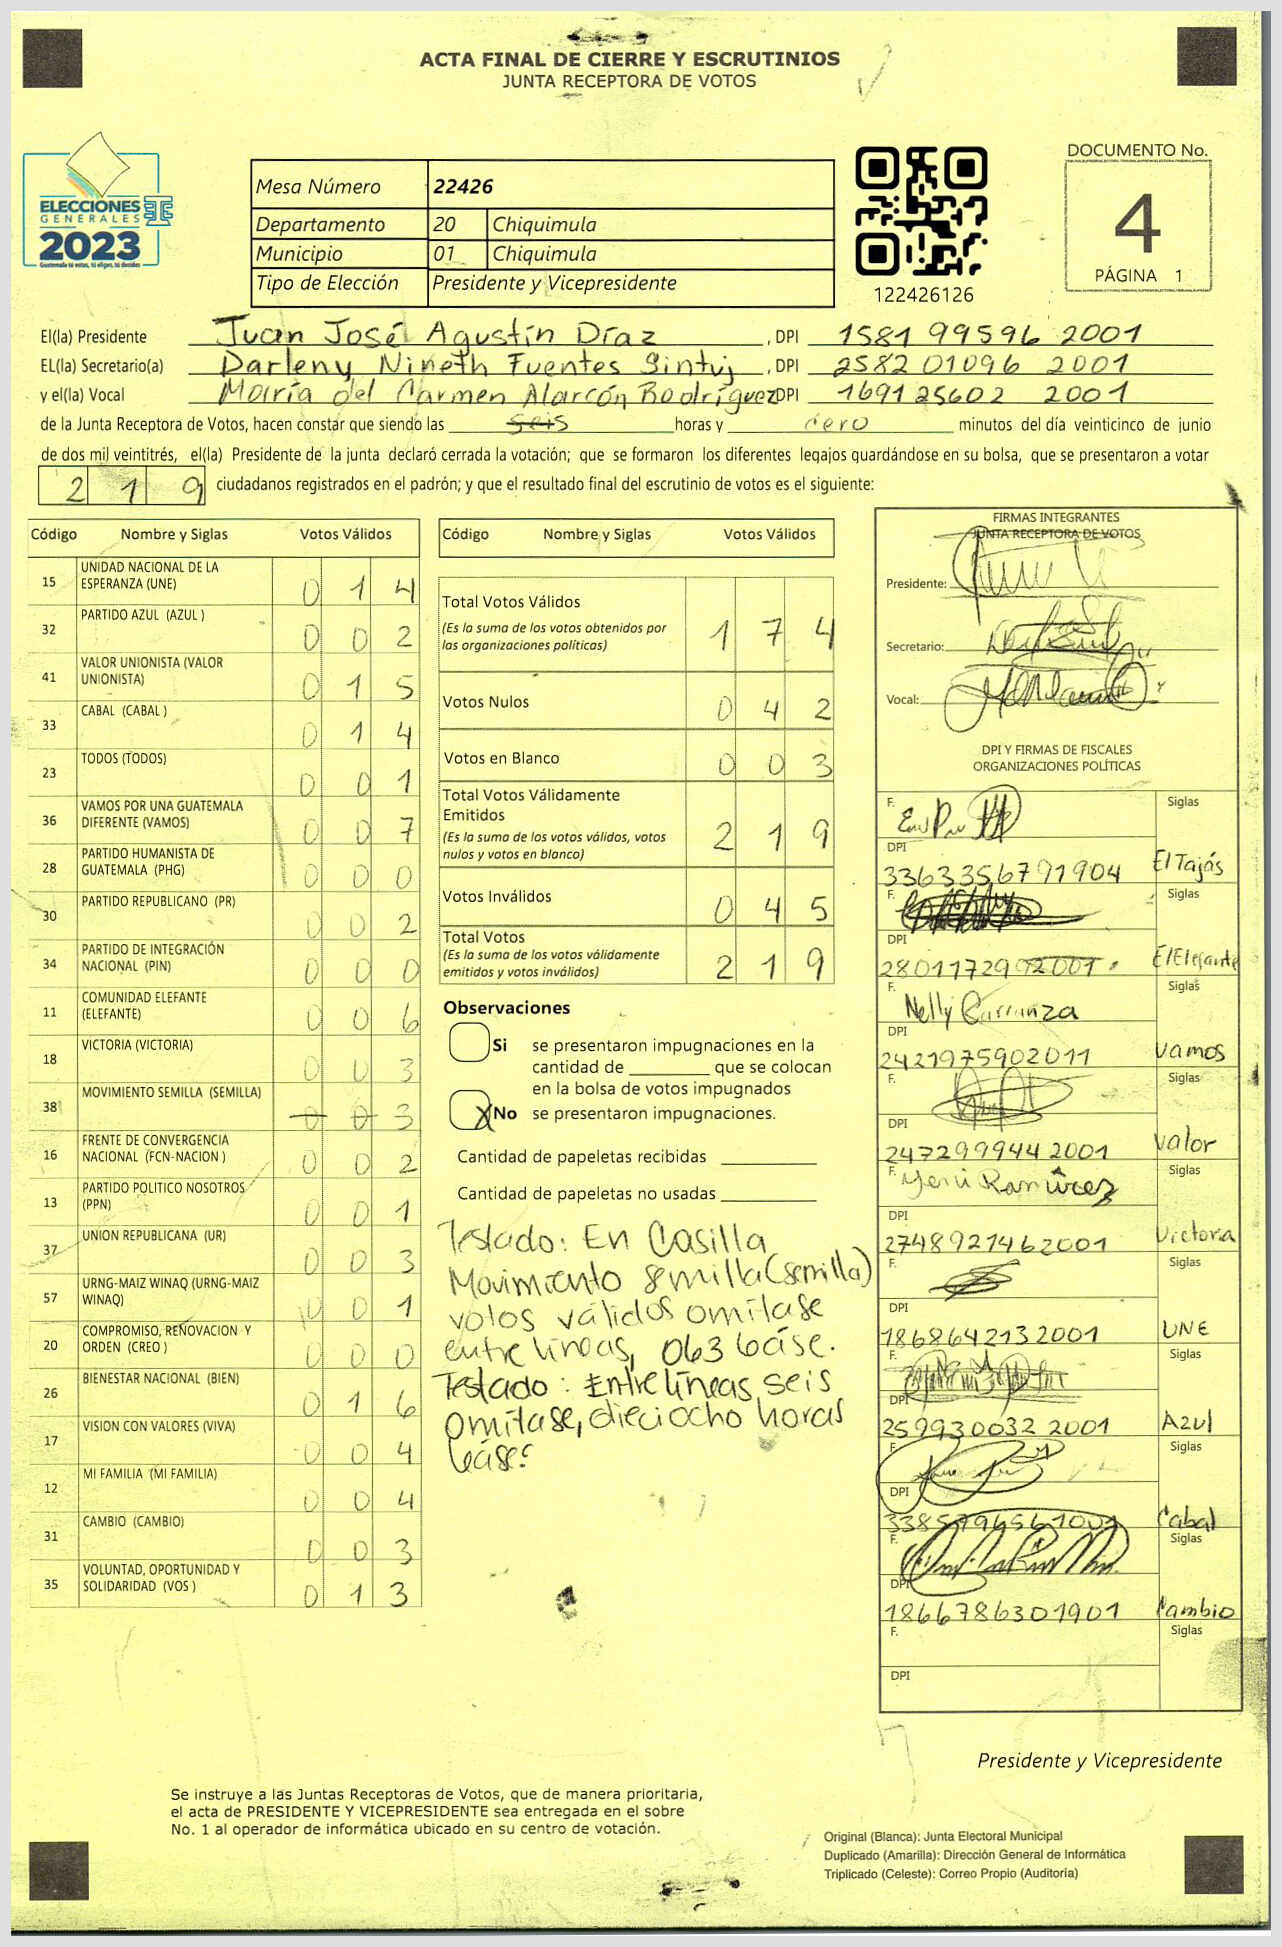 ACTA FINAL DE CIERRE Y ESCRUTINIOS
JUNTA RECEPTORA DE VOTOS
ELECCIONES
GENERALES
2023
Guatemala tú estás, tú eliges, tú decides
Mesa Número 22426
Departamento 20 Chiquimula
Municipio 01 Chiquimula
Tipo de Elección Presidente y Vicepresidente
122426126
DOCUMENTO No.
4
PÁGINA 1
El(la) Presidente Juan José Agustín Díaz, DPI 1581 99596 2001
EL(la) Secretario(a) Darleny Nineth Fuentes Sintuj, DPI 2582 01096 2001
y el(la) Vocal María del Carmen Alarcón Rodríguez DPI 1691 25602 2001
de la Junta Receptora de Votos, hacen constar que siendo las seis horas y cero minutos del día veinticinco de junio
de dos mil veintitrés, el(la) Presidente de la junta declaró cerrada la votación; que se formaron los diferentes legajos guardándose en su bolsa, que se presentaron a votar
2 1 9 ciudadanos registrados en el padrón; y que el resultado final del escrutinio de votos es el siguiente:
Código Nombre y Siglas Votos Válidos
15 UNIDAD NACIONAL DE LA ESPERANZA (UNE) 0 1 4
32 PARTIDO AZUL (AZUL ) 0 0 2
41 VALOR UNIONISTA (VALOR UNIONISTA) 0 1 5
33 CABAL (CABAL ) 0 1 4
23 TODOS (TODOS) 0 0 1
36 VAMOS POR UNA GUATEMALA DIFERENTE (VAMOS) 0 0 7
28 PARTIDO HUMANISTA DE GUATEMALA (PHG) 0 0 0
30 PARTIDO REPUBLICANO (PR) 0 0 2
34 PARTIDO DE INTEGRACIÓN NACIONAL (PIN) 0 0 0
11 COMUNIDAD ELEFANTE (ELEFANTE) 0 0 6
18 VICTORIA (VICTORIA) 0 0 3
38 MOVIMIENTO SEMILLA (SEMILLA) 0 0 3
16 FRENTE DE CONVERGENCIA NACIONAL (FCN-NACION ) 0 0 2
13 PARTIDO POLITICO NOSOTROS (PPN) 0 0 1
37 UNION REPUBLICANA (UR) 0 0 3
57 URNG-MAIZ WINAQ (URNG-MAIZ WINAQ) 0 0 1
20 COMPROMISO, RENOVACION Y ORDEN (CREO ) 0 0 0
26 BIENESTAR NACIONAL (BIEN) 0 1 6
17 VISION CON VALORES (VIVA) 0 0 4
12 MI FAMILIA (MI FAMILIA) 0 0 4
31 CAMBIO (CAMBIO) 0 0 3
35 VOLUNTAD, OPORTUNIDAD Y SOLIDARIDAD (VOS ) 0 1 3
Código Nombre y Siglas Votos Válidos
Total Votos Válidos 1 7 4
(Es la suma de los votos obtenidos por
las organizaciones políticas)
Votos Nulos 0 4 2
Votos en Blanco 0 0 3
Total Votos Válidamente
Emitidos 2 1 9
(Es la suma de los votos válidos, votos
nulos y votos en blanco)
Votos Inválidos 0 4 5
Total Votos 2 1 9
(Es la suma de los votos válidamente
emitidos y votos inválidos)
Observaciones
Si se presentaron impugnaciones en la
cantidad de ________ que se colocan
en la bolsa de votos impugnados
X No se presentaron impugnaciones.
Cantidad de papeletas recibidas
Cantidad de papeletas no usadas
Testado: En Casilla
Movimiento semilla (semilla)
votos válidos omitase
entre lineas, 063 léase.
Testado: Entre líneas seis
omitase, dieciocho horas
léase:
FIRMAS INTEGRANTES
JUNTA RECEPTORA DE VOTOS
Presidente:
Secretario:
Vocal:
DPI Y FIRMAS DE FISCALES
ORGANIZACIONES POLÍTICAS
F. Siglas
DPI
3363356791904 El Tajás
F. Siglas
DPI
2801172992001 El Elefante
F. Nelly Carranza Siglas
DPI
2421975902011 Vamos
F. Siglas
DPI
247299944 2001 Valor
F. Yeni Ramírez Siglas
DPI
2748921462001 Victoria
F. Siglas
DPI
1868642132001 UNE
F. Siglas
DPI
259930032 2001 Azul
F. Siglas
DPI
Cabal
F. Siglas
DPI
1866786301901 Cambio
F. Siglas
DPI
Presidente y Vicepresidente
Se instruye a las Juntas Receptoras de Votos, que de manera prioritaria,
el acta de PRESIDENTE Y VICEPRESIDENTE sea entregada en el sobre
No. 1 al operador de informática ubicado en su centro de votación.
Original (Blanca): Junta Electoral Municipal
Duplicado (Amarilla): Dirección General de Informática
Triplicado (Celeste): Correo Propio (Auditoría)